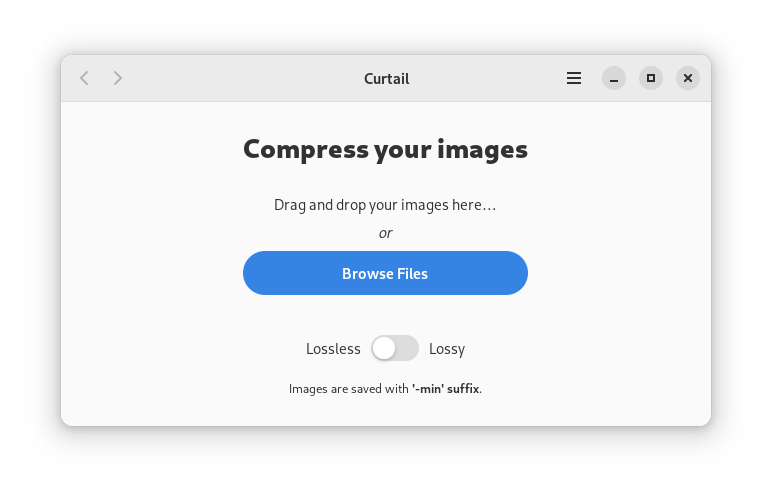 Curtail
Compress your images
Drag and drop your images here...
or
Browse Files
Lossless Lossy
Images are saved with '-min' suffix.